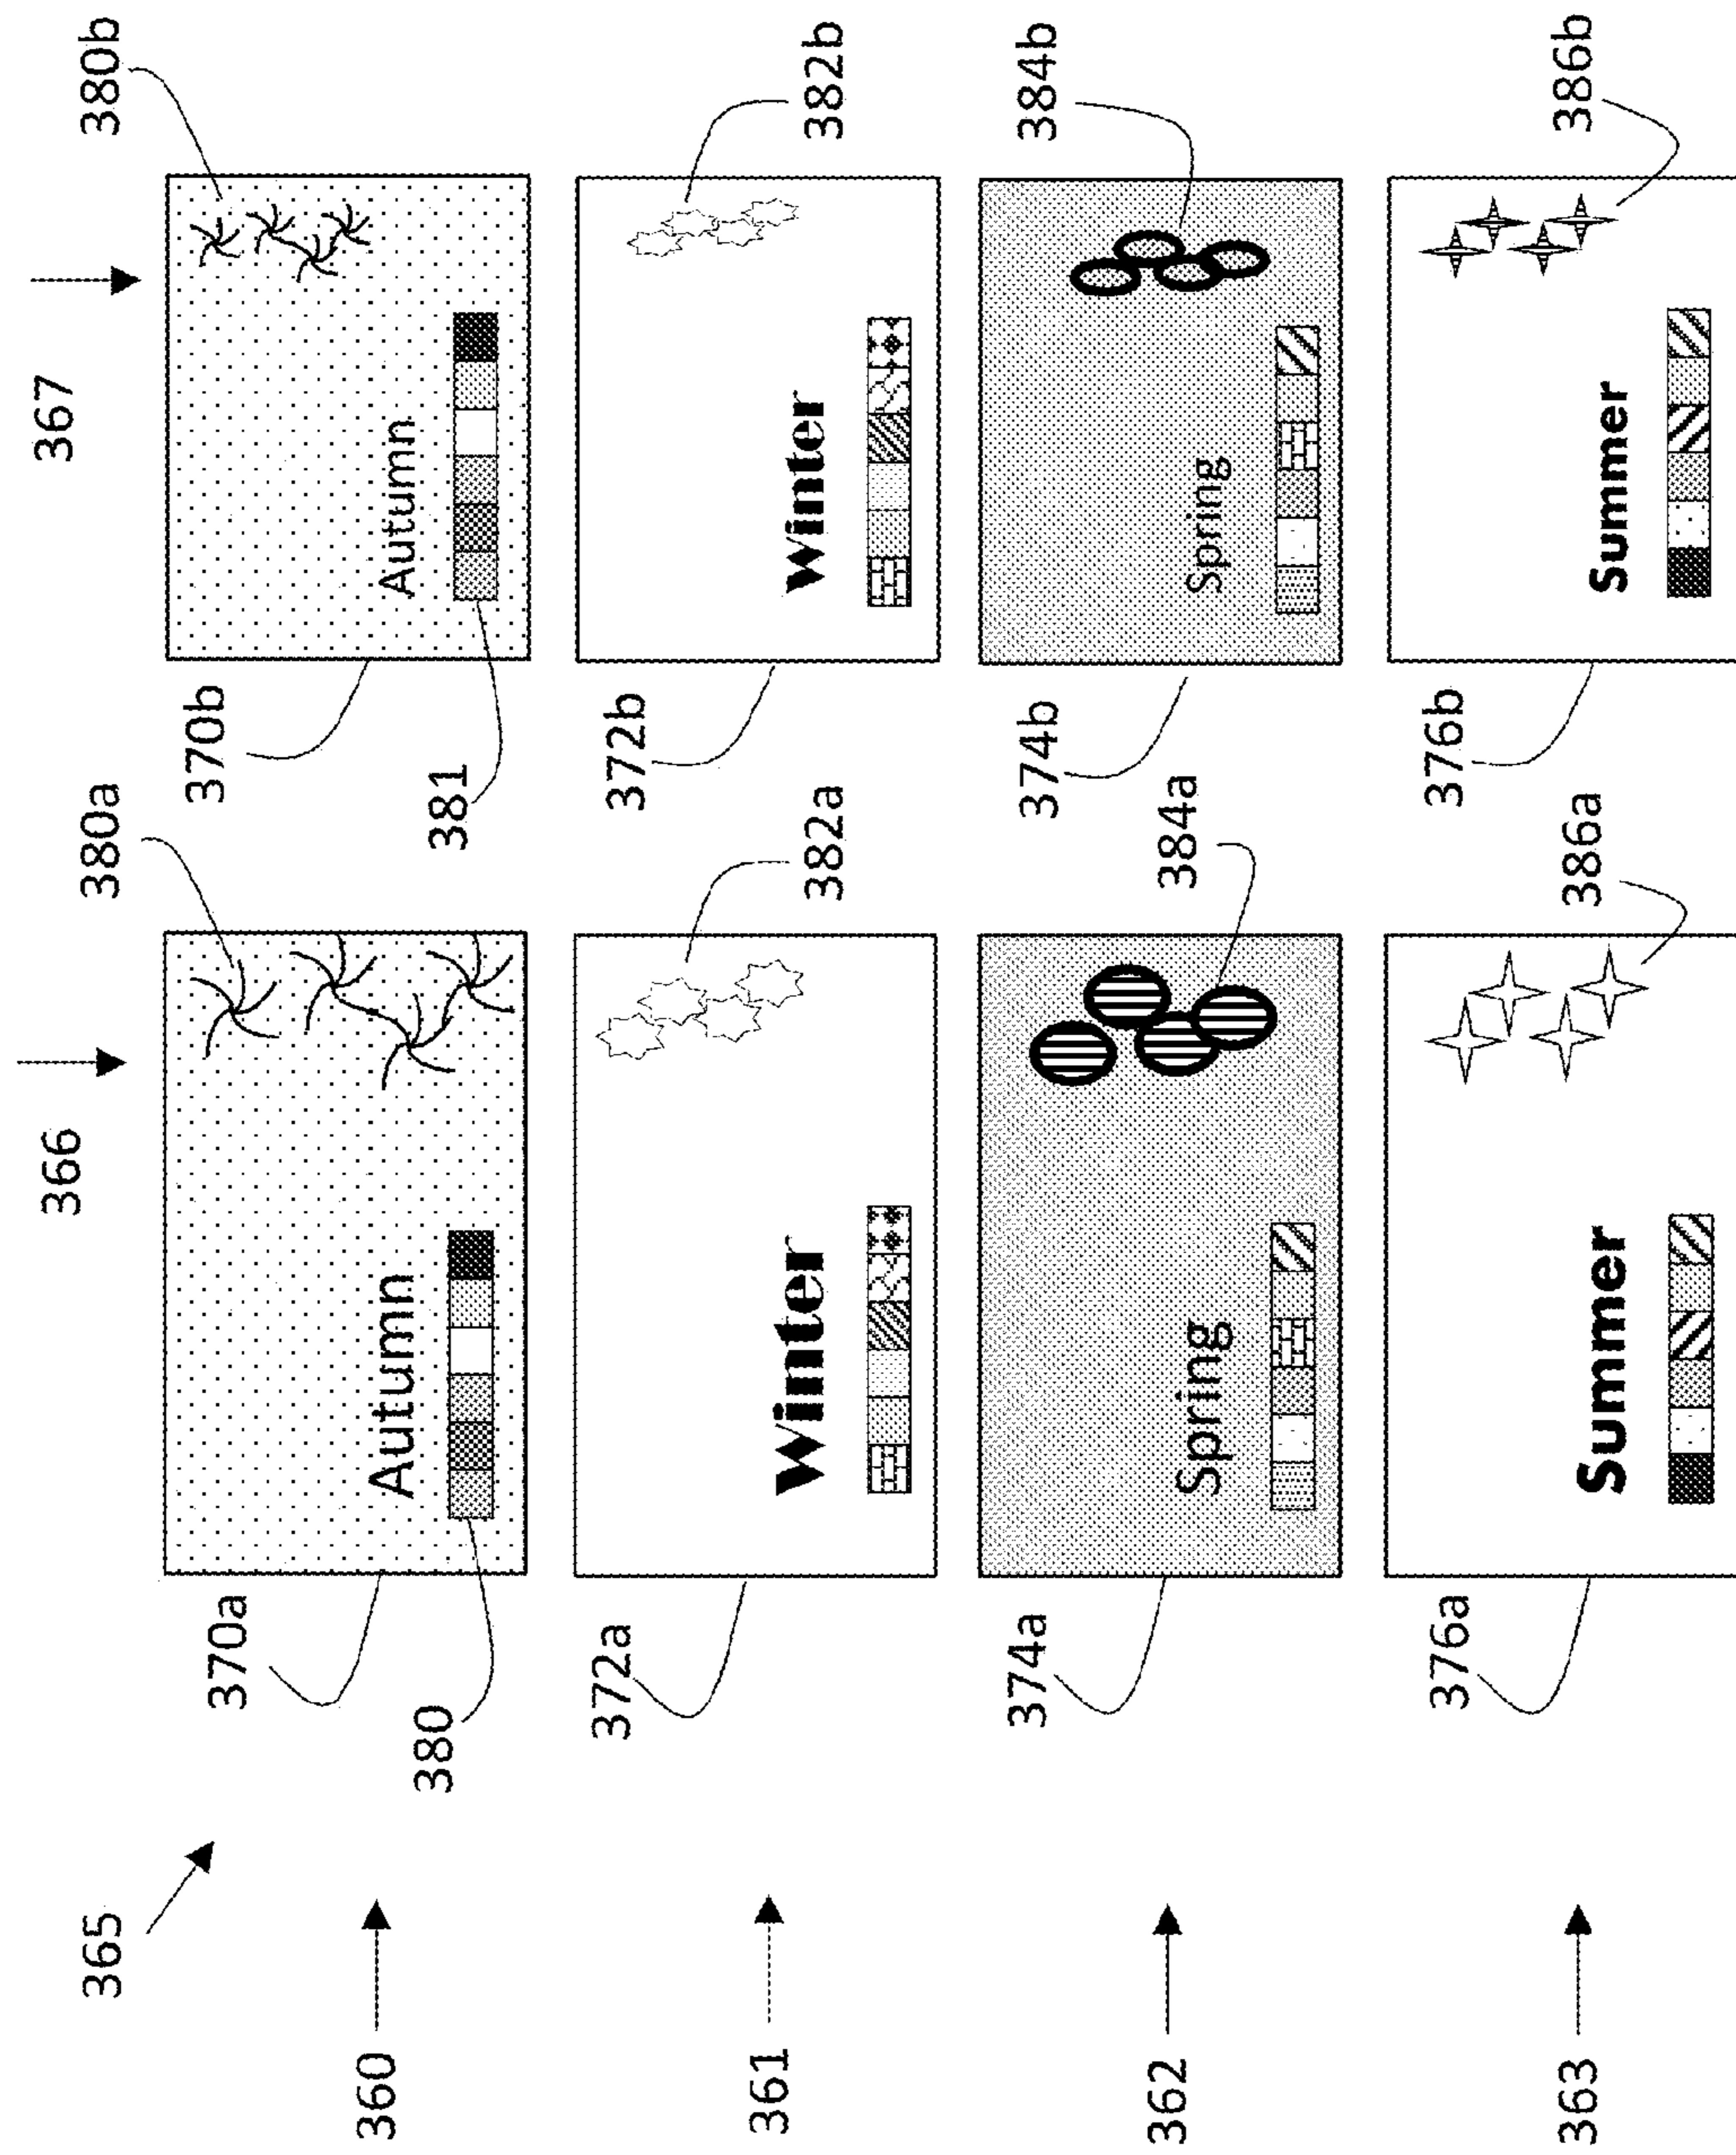 366 367
365 380a 380b
370a 370b
360 Autumn Autumn
380 381
372a 372b
361 Winter 382a Winter 382b
374a 374b 384b
362 Spring 384a Spring
376a 376b
363 Summer 386a Summer 386b